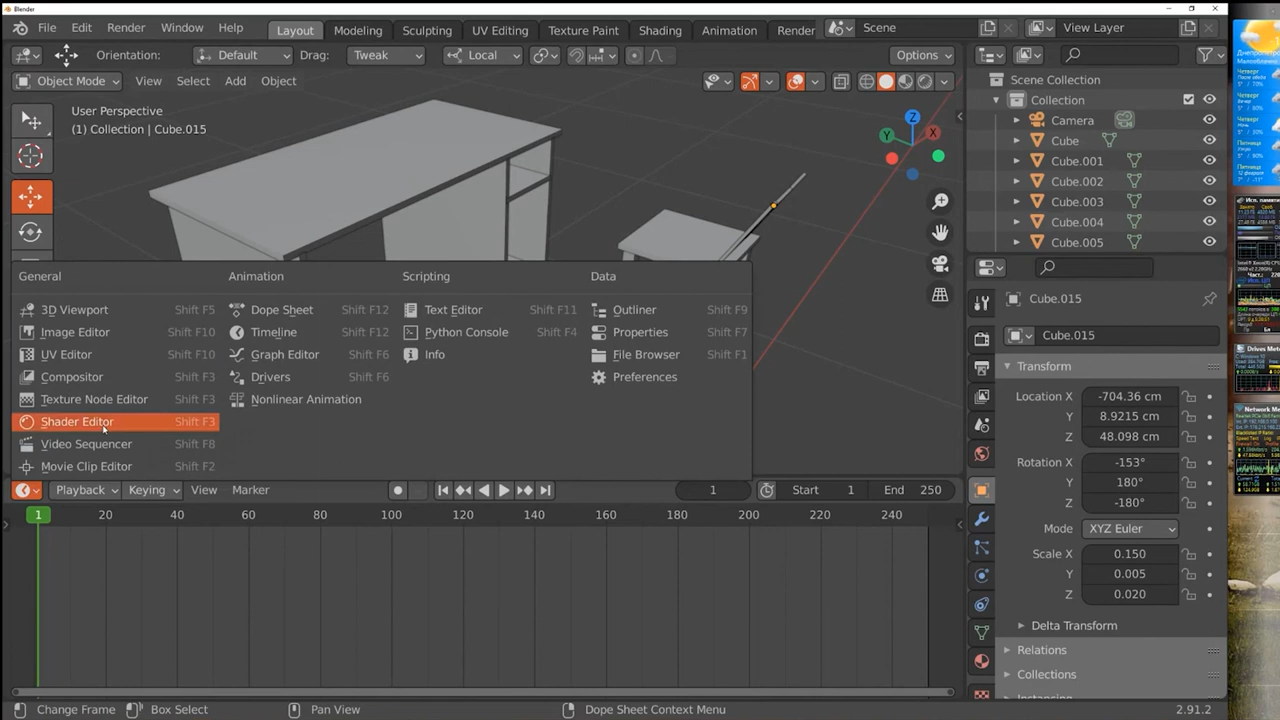 Blender
File Edit Render Window Help Layout Modeling Sculpting UV Editing Texture Paint Shading Animation Render Scene View Layer
Orientation: Default Drag: Tweak Local Options
Object Mode View Select Add Object
User Perspective
(1) Collection | Cube.015
Z
Y
X
Scene Collection
Collection
Camera
Cube
Cube.001
Cube.002
Cube.003
Cube.004
Cube.005
General Animation Scripting Data
3D Viewport Shift F5 Dope Sheet Shift F12 Text Editor Shift F11 Outliner Shift F9
Image Editor Shift F10 Timeline Shift F12 Python Console Shift F4 Properties Shift F7
UV Editor Shift F10 Graph Editor Shift F6 Info File Browser Shift F1
Compositor Shift F3 Drivers Shift F6 Preferences
Texture Node Editor Shift F3 Nonlinear Animation
Shader Editor Shift F3
Video Sequencer Shift F8
Movie Clip Editor Shift F2
Cube.015
Cube.015
Transform
Location X -704.36 cm
Y 8.9215 cm
Z 48.098 cm
Rotation X -153°
Y 180°
Z -180°
Mode XYZ Euler
Scale X 0.150
Y 0.005
Z 0.020
Delta Transform
Relations
Collections
Playback Keying View Marker 1 Start: 1 End 250
1 20 40 60 80 100 120 140 160 180 200 220 240
Change Frame Box Select Pan View Dope Sheet Context Menu 2.91.2
Четверг
Четверг
Пятница
Пятница
Drives Meter
Network Me